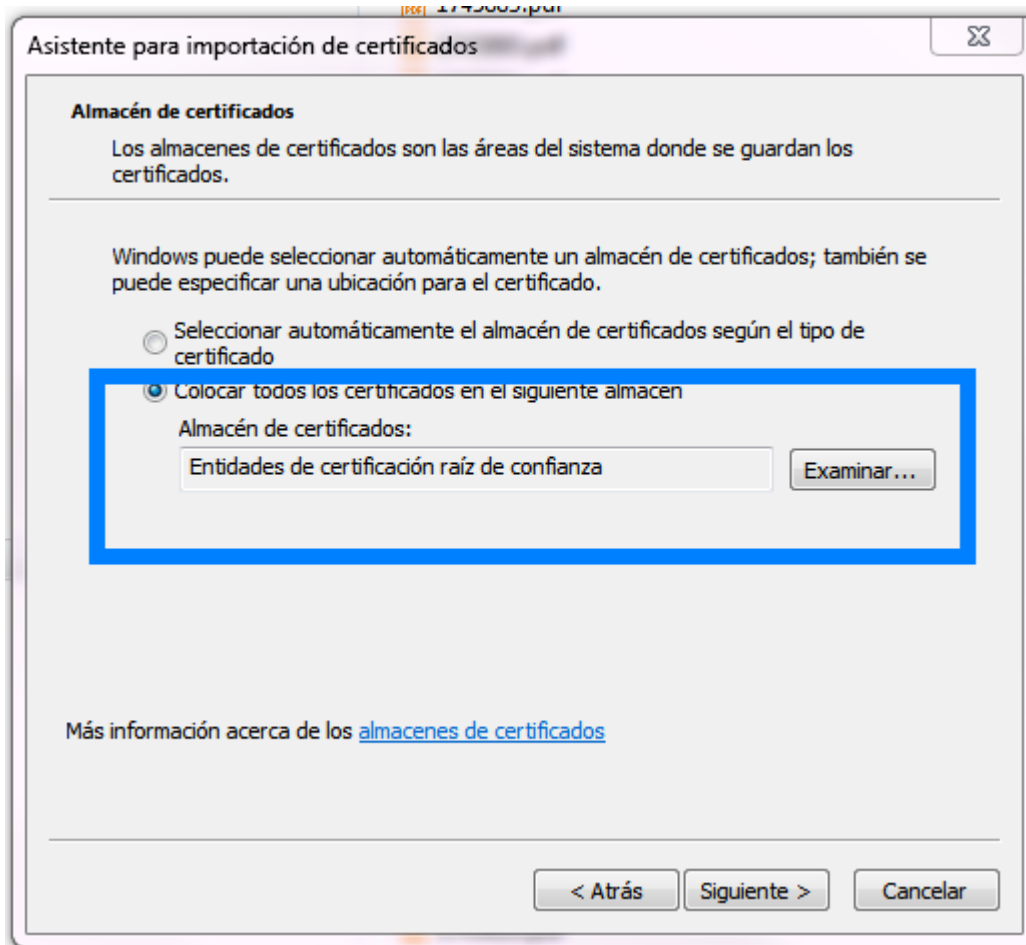 1745885.pdf
Asistente para importación de certificados
Almacén de certificados
Los almacenes de certificados son las áreas del sistema donde se guardan los
certificados.
Windows puede seleccionar automáticamente un almacén de certificados; también se
puede especificar una ubicación para el certificado.
Seleccionar automáticamente el almacén de certificados según el tipo de
certificado
Colocar todos los certificados en el siguiente almacén
Almacén de certificados:
Entidades de certificación raíz de confianza
Examinar...
Más información acerca de los almacenes de certificados
< Atrás
Siguiente >
Cancelar